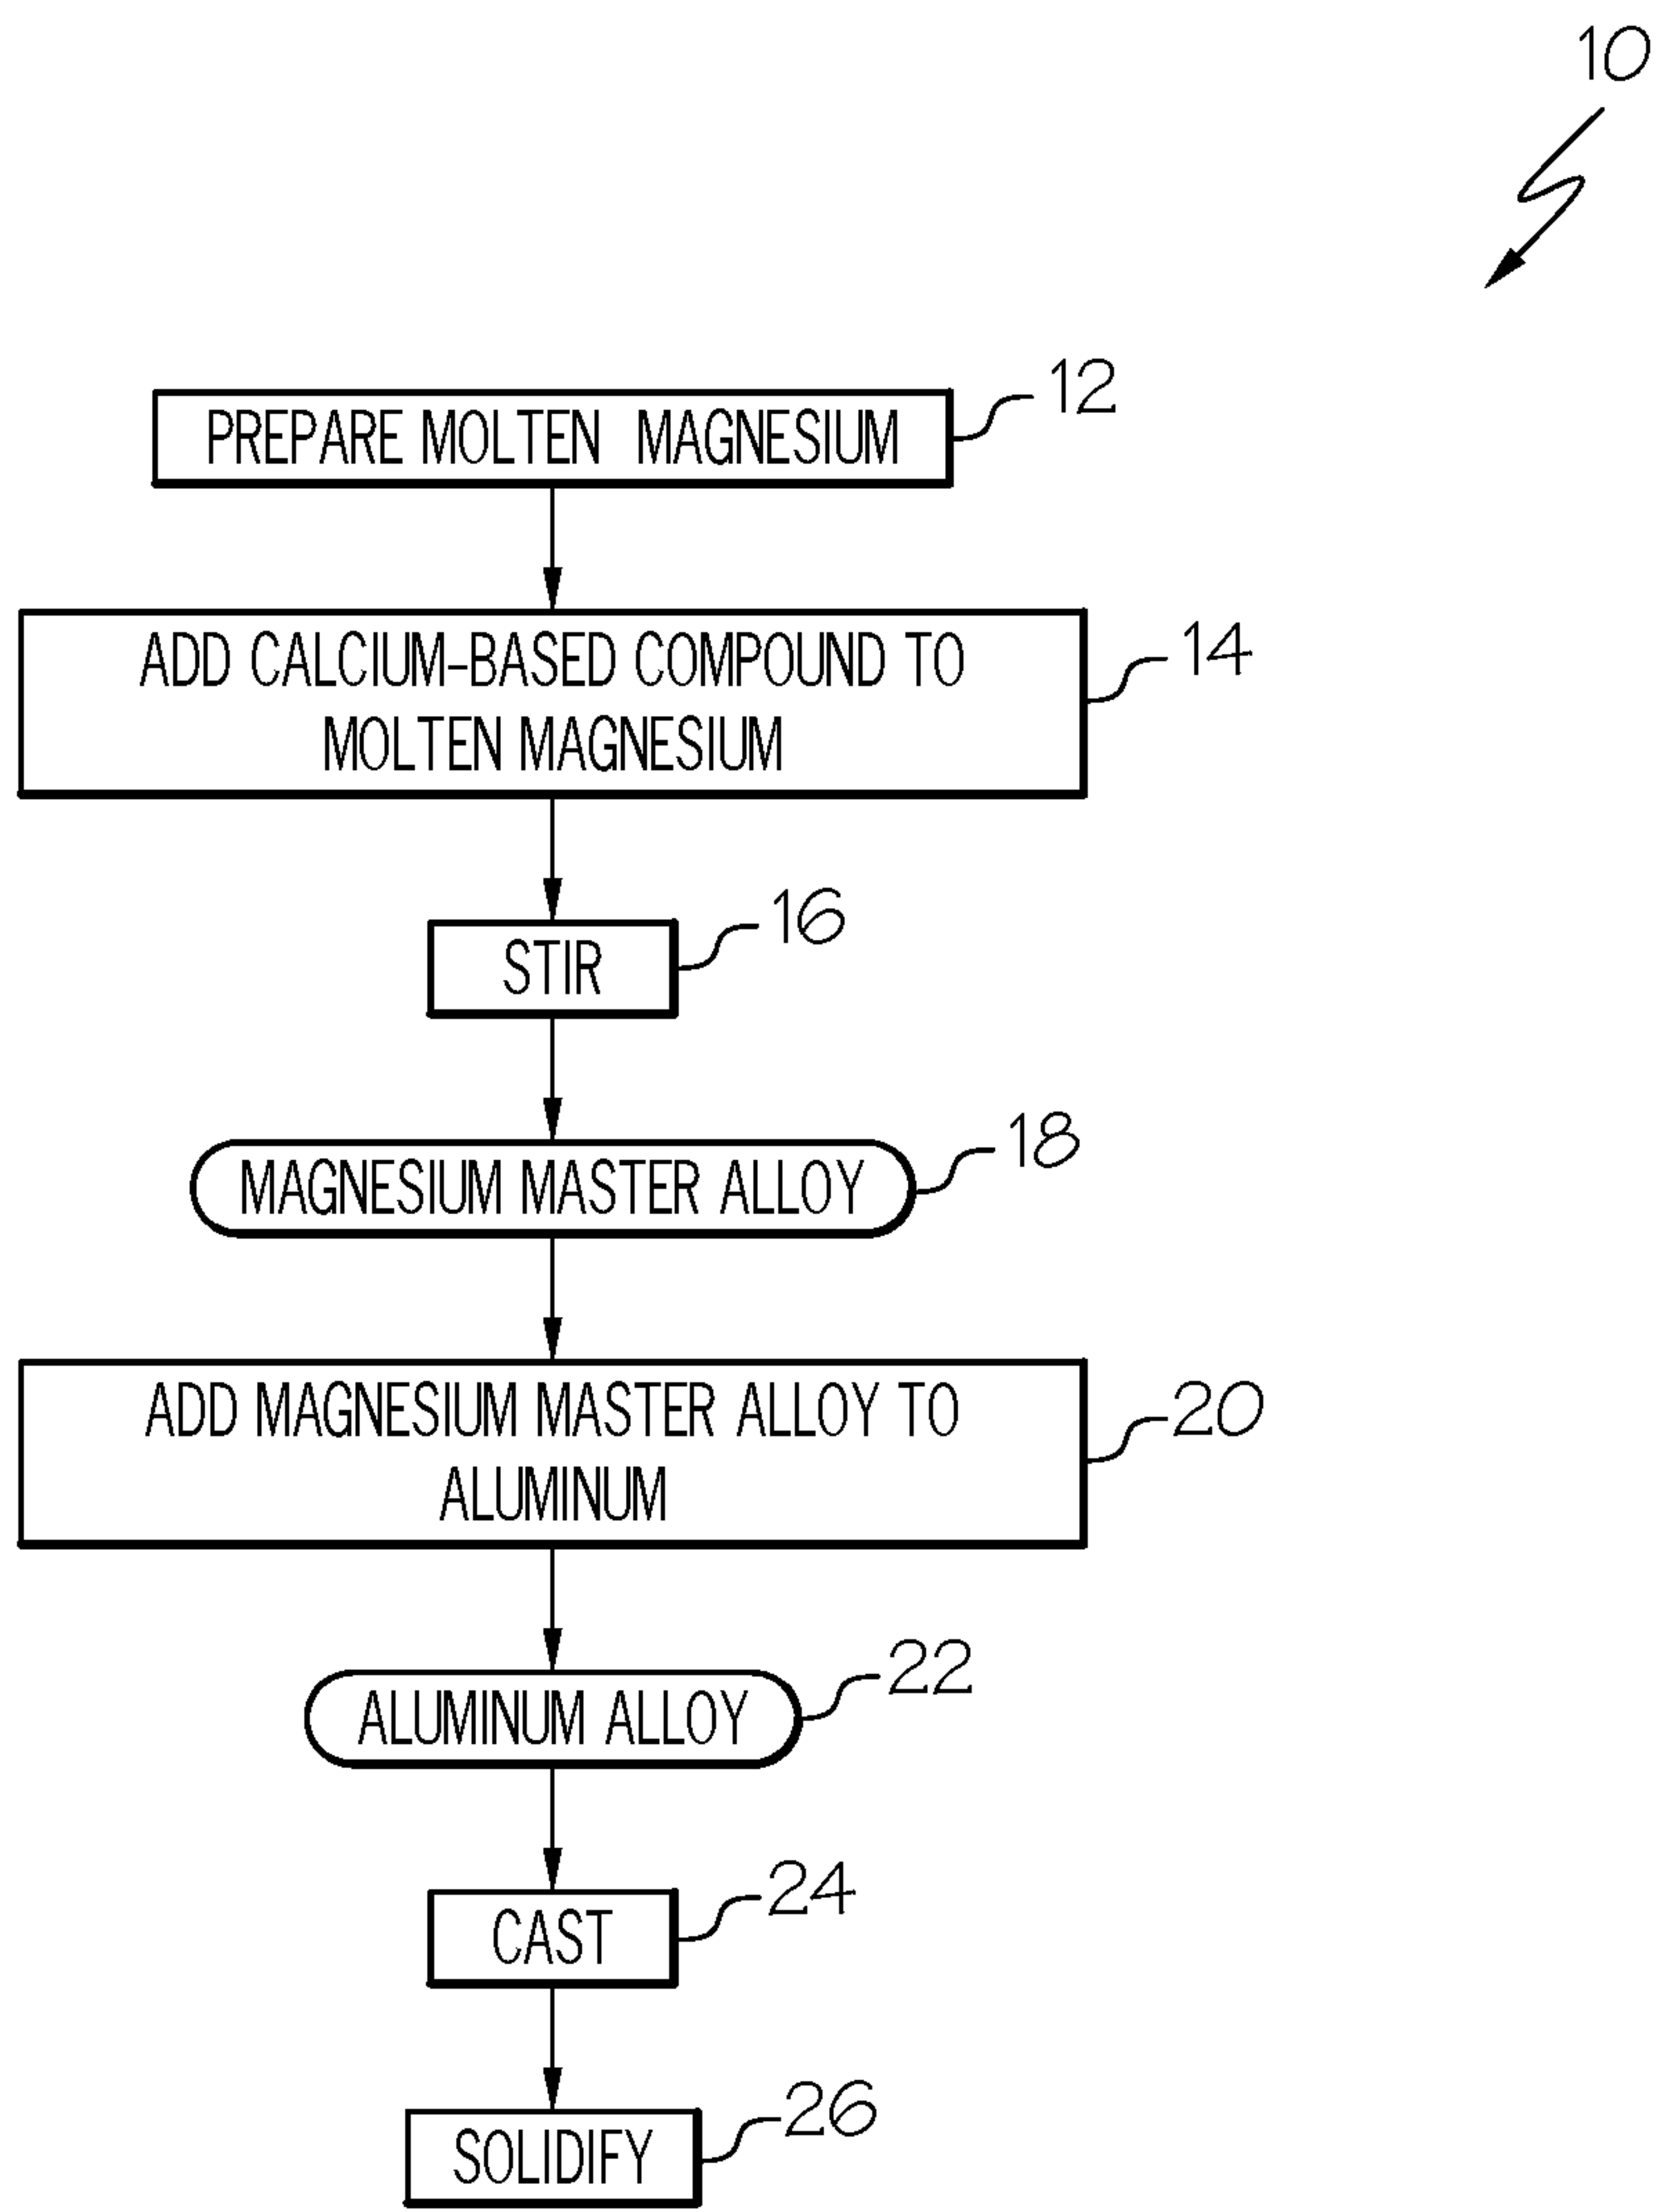 10
PREPARE MOLTEN MAGNESIUM
12
ADD CALCIUM-BASED COMPOUND TO
MOLTEN MAGNESIUM
14
STIR
16
MAGNESIUM MASTER ALLOY
18
ADD MAGNESIUM MASTER ALLOY TO
ALUMINUM
20
ALUMINUM ALLOY
22
CAST
24
SOLIDIFY
26